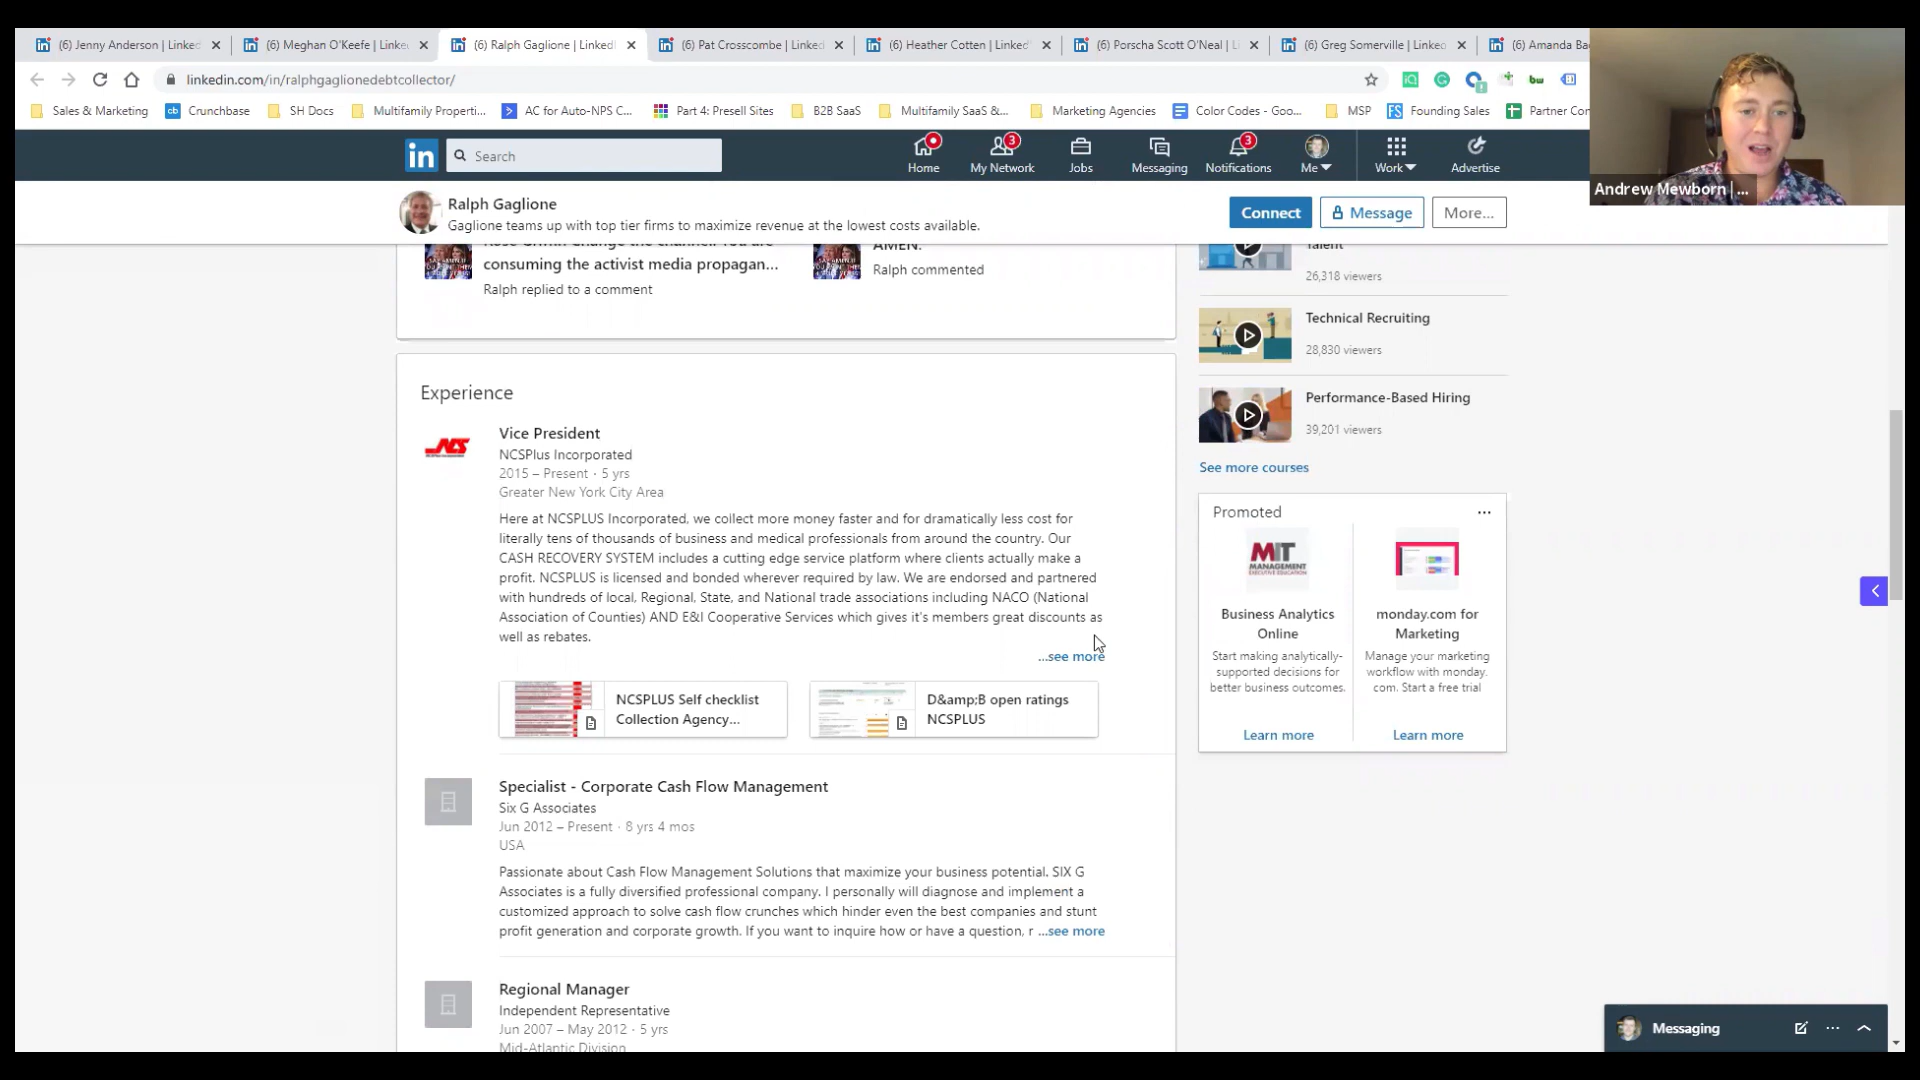 (6) Jenny Anderson | Linked
(6) Meghan O'Keefe | Linke
(6) Ralph Gaglione | LinkedI
(6) Pat Crosscombe | Linked
(6) Heather Cotten | Linked
(6) Porscha Scott O'Neal | L
(6) Greg Somerville | Linke
(6) Amanda Ba
linkedin.com/in/ralphgaglionedebtcollector/
Sales & Marketing
Crunchbase
SH Docs
Multifamily Properti...
AC for Auto-NPS C...
Part 4: Presell Sites
B2B SaaS
Multifamily SaaS &...
Marketing Agencies
Color Codes - Goo...
MSP
Founding Sales
Partner Con
Andrew Mewborn | ...
in
Search
Home
3
My Network
Jobs
Messaging
3
Notifications
Me
Work
Advertise
Ralph Gaglione
Gaglione teams up with top tier firms to maximize revenue at the lowest costs available.
Connect
Message
More...
consuming the activist media propagan...
Ralph replied to a comment
AMEN.
Ralph commented
Talent
26,318 viewers
Technical Recruiting
28,830 viewers
Performance-Based Hiring
39,201 viewers
See more courses
Experience
NCS
Vice President
NCSPlus Incorporated
2015 – Present · 5 yrs
Greater New York City Area
Here at NCSPLUS Incorporated, we collect more money faster and for dramatically less cost for
literally tens of thousands of business and medical professionals from around the country. Our
CASH RECOVERY SYSTEM includes a cutting edge service platform where clients actually make a
profit. NCSPLUS is licensed and bonded wherever required by law. We are endorsed and partnered
with hundreds of local, Regional, State, and National trade associations including NACO (National
Association of Counties) AND E&I Cooperative Services which gives it's members great discounts as
well as rebates.
...see more
NCSPLUS Self checklist
Collection Agency...
D&amp;B open ratings
NCSPLUS
Specialist - Corporate Cash Flow Management
Six G Associates
Jun 2012 – Present · 8 yrs 4 mos
USA
Passionate about Cash Flow Management Solutions that maximize your business potential. SIX G
Associates is a fully diversified professional company. I personally will diagnose and implement a
customized approach to solve cash flow crunches which hinder even the best companies and stunt
profit generation and corporate growth. If you want to inquire how or have a question, r ...see more
Regional Manager
Independent Representative
Jun 2007 – May 2012 · 5 yrs
Mid-Atlantic Division
Promoted
MIT
MANAGEMENT
EXECUTIVE EDUCATION
Business Analytics
Online
Start making analytically-
supported decisions for
better business outcomes.
Learn more
monday.com for
Marketing
Manage your marketing
workflow with monday.
com. Start a free trial
Learn more
Messaging